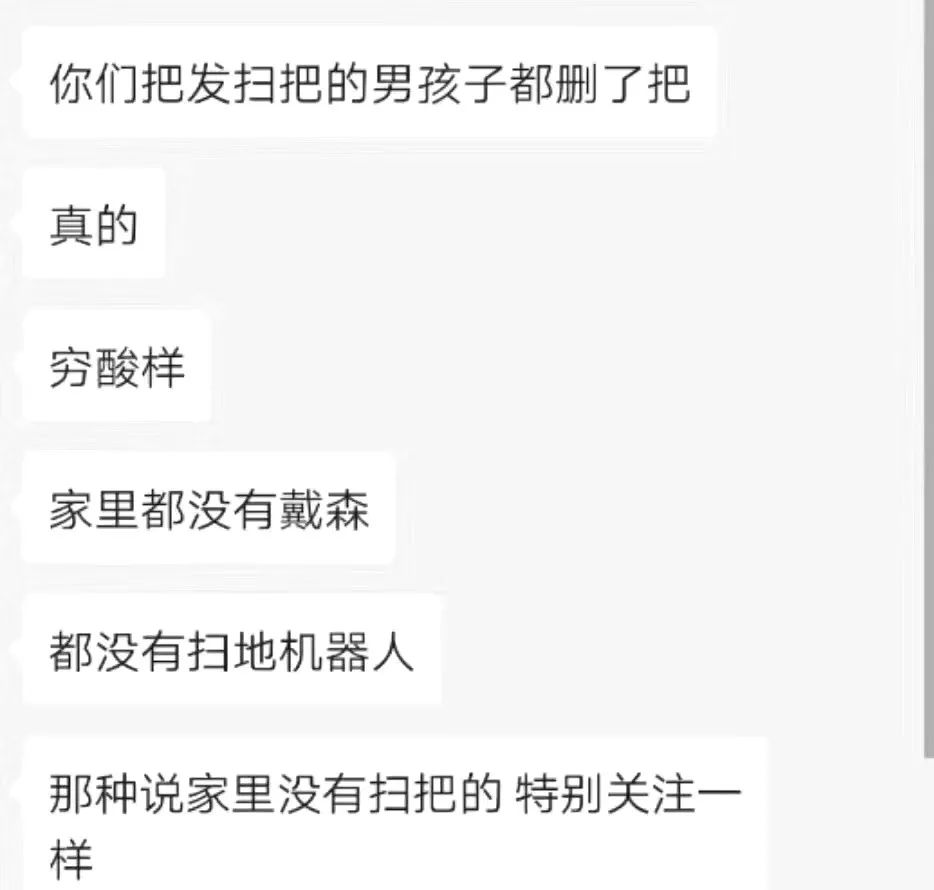 你们把发扫把的男孩子都删了把
真的
穷酸样
家里都没有戴森
都没有扫地机器人
那种说家里没有扫把的 特别关注一
样